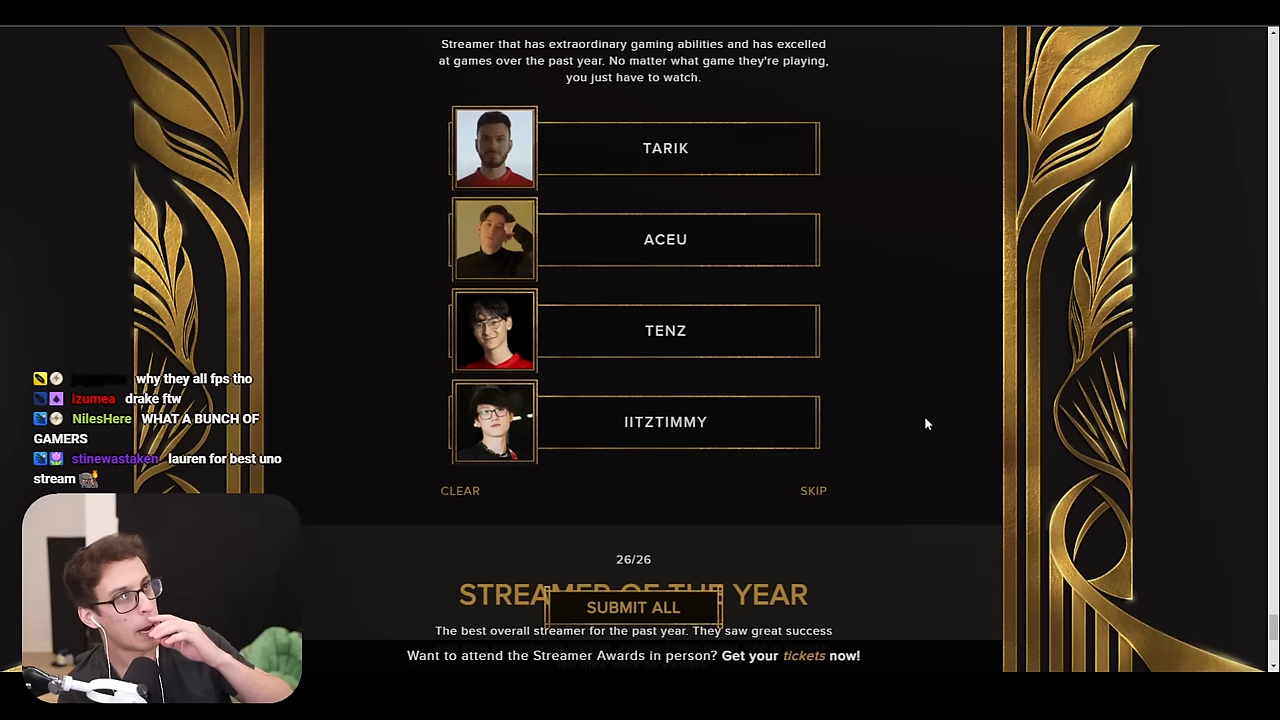 Streamer that has extraordinary gaming abilities and has excelled
at games over the past year. No matter what game they're playing,
you just have to watch.
TARIK
ACEU
TENZ
IITZTIMMY
CLEAR
SKIP
why they all fps tho
izumea drake ftw
NilesHere WHAT A BUNCH OF
GAMERS
stinewastaken lauren for best uno
stream
26/26
STREAMER OF THE YEAR
SUBMIT ALL
The best overall streamer for the past year. They saw great success
Want to attend the Streamer Awards in person? Get your tickets now!